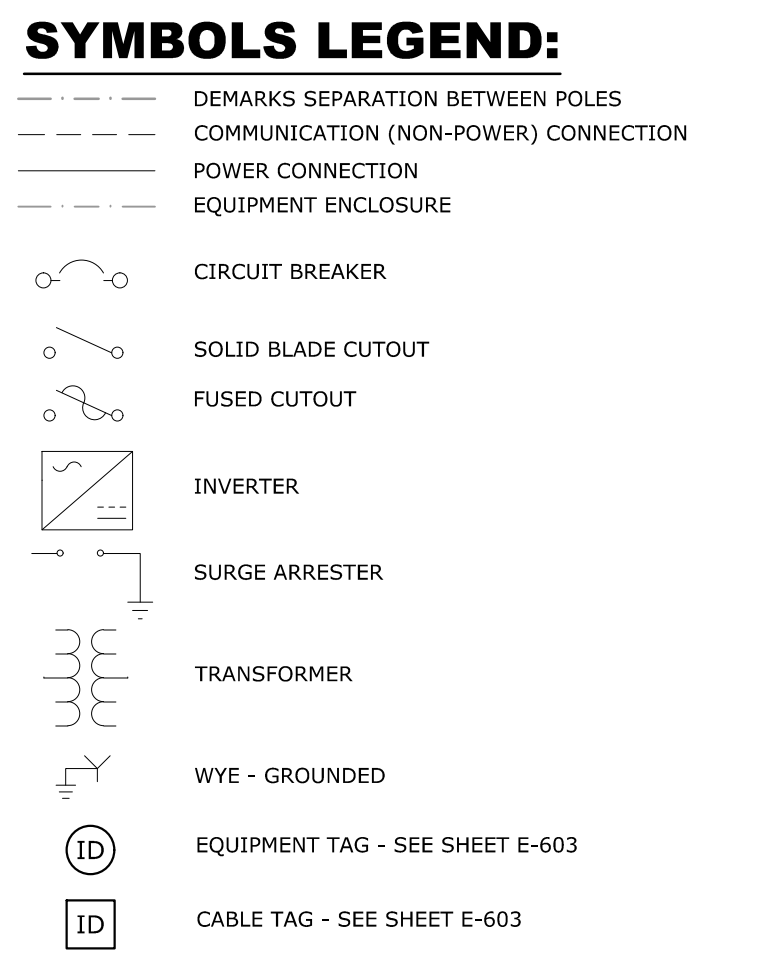 SYMBOLS LEGEND:
DEMARKS SEPARATION BETWEEN POLES
COMMUNICATION (NON-POWER) CONNECTION
POWER CONNECTION
EQUIPMENT ENCLOSURE
CIRCUIT BREAKER
SOLID BLADE CUTOUT
FUSED CUTOUT
INVERTER
SURGE ARRESTER
TRANSFORMER
WYE - GROUNDED
ID EQUIPMENT TAG - SEE SHEET E-603
ID CABLE TAG - SEE SHEET E-603